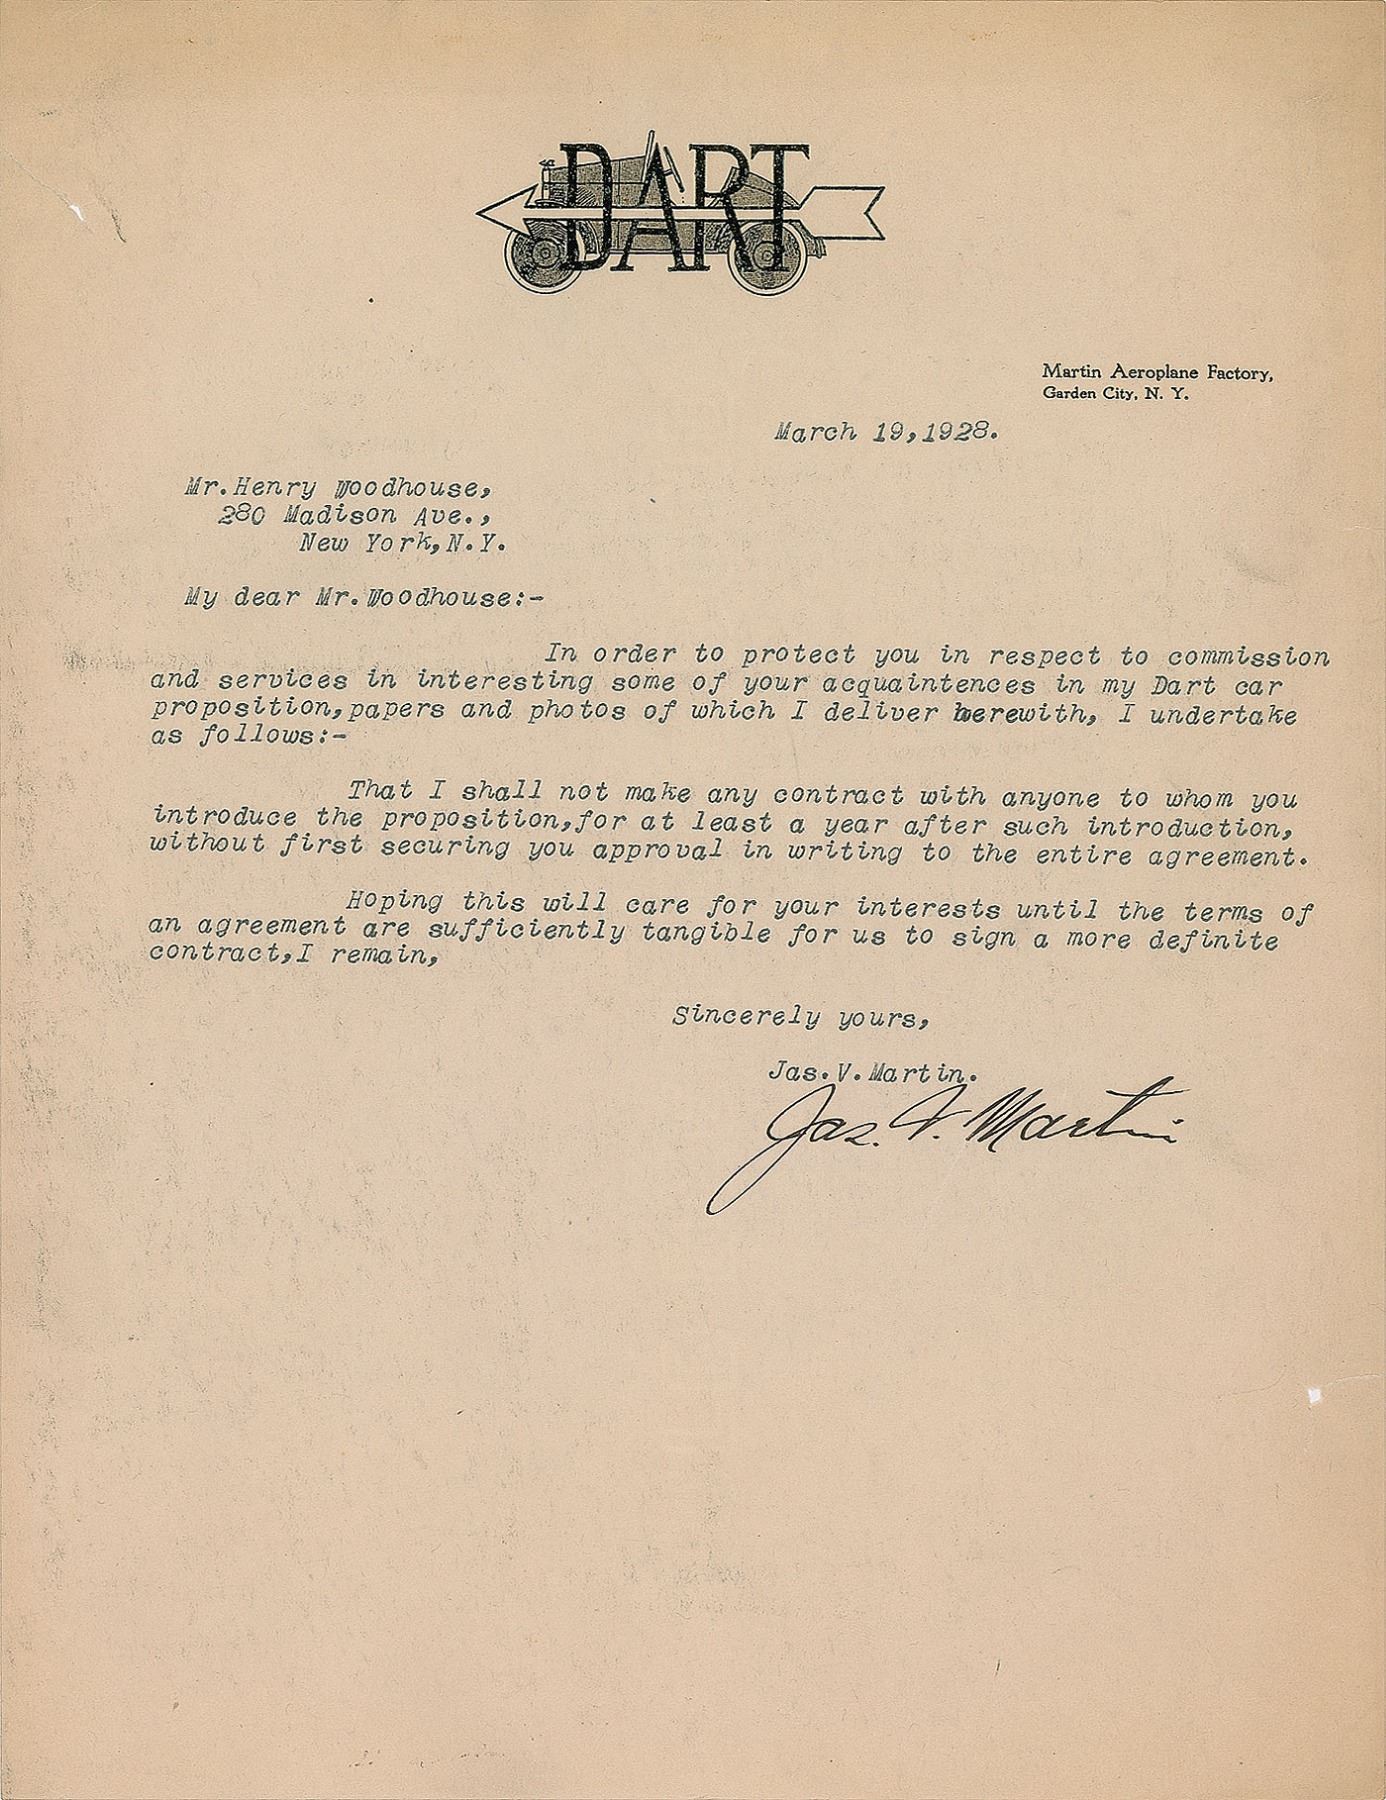 DART
Martin Aeroplane Factory,
Garden City, N. Y.
March 19,1928.
Mr.Henry Woodhouse,
280 Madison Ave.,
New York,N.Y.
My dear Mr.Woodhouse:-
In order to protect you in respect to commission
and services in interesting some of your acquaintences in my Dart car
proposition,papers and photos of which I deliver herewith, I undertake
as follows:-
That I shall not make any contract with anyone to whom you
introduce the proposition,for at least a year after such introduction,
without first securing you approval in writing to the entire agreement.
Hoping this will care for your interests until the terms of
an agreement are sufficiently tangible for us to sign a more definite
contract,I remain,
Sincerely yours,
Jas.V.Martin.
Jas. V. Martin